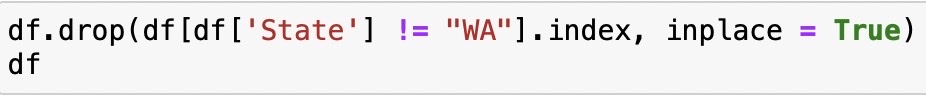 df.drop(df[df['State'] != "WA"].index, inplace = True)
df